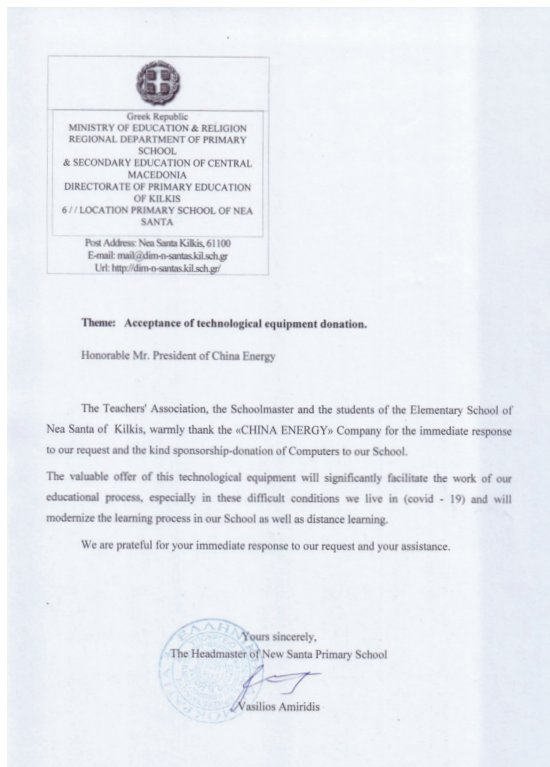 Greek Republic
MINISTRY OF EDUCATION & RELIGION
REGIONAL DEPARTMENT OF PRIMARY
SCHOOL
& SECONDARY EDUCATION OF CENTRAL
MACEDONIA
DIRECTORATE OF PRIMARY EDUCATION
OF KILKIS
6 // LOCATION PRIMARY SCHOOL OF NEA
SANTA
Post Address: Nea Santa Kilkis, 61100
E-mail: mail@dim-n-santas.kil.sch.gr
Url: http://dim-n-santas.kil.sch.gr/
Theme: Acceptance of technological equipment donation.
Honorable Mr. President of China Energy
The Teachers' Association, the Schoolmaster and the students of the Elementary School of
Nea Santa of Kilkis, warmly thank the «CHINA ENERGY» Company for the immediate response
to our request and the kind sponsorship-donation of Computers to our School.
The valuable offer of this technological equipment will significantly facilitate the work of our
educational process, especially in these difficult conditions we live in (covid - 19) and will
modernize the learning process in our School as well as distance learning.
We are prateful for your immediate response to our request and your assistance.
Yours sincerely,
The Headmaster of New Santa Primary School
Vasilios Amiridis